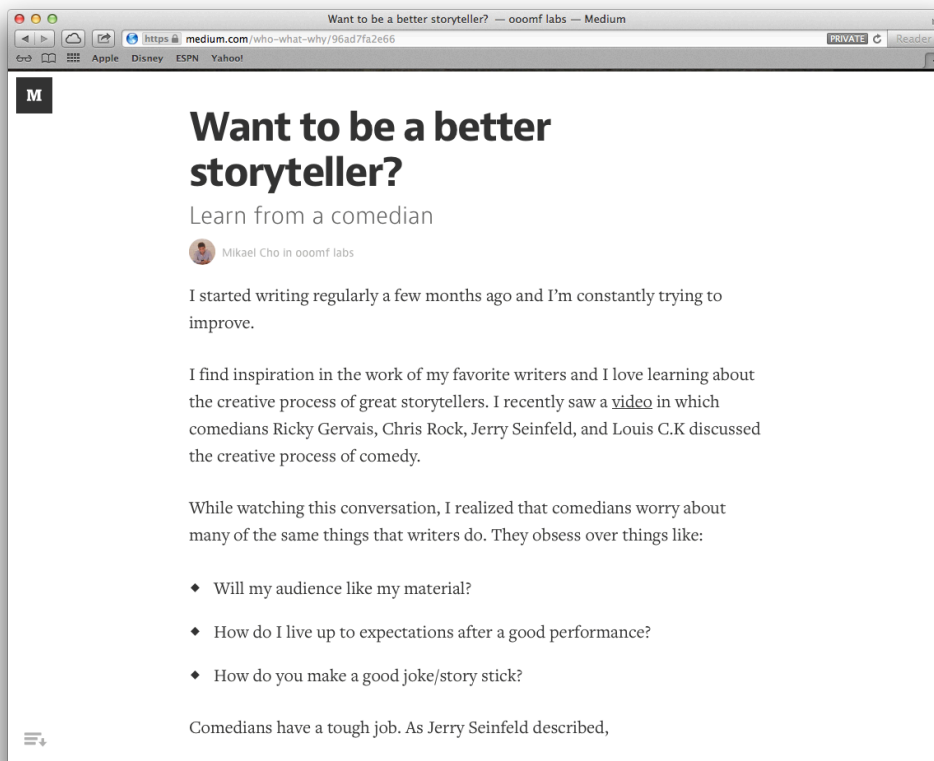 Want to be a better storyteller? — ooomf labs — Medium
https medium.com/who-what-why/96ad7fa2e66 PRIVATE Reader
Apple Disney ESPN Yahoo!
M
Want to be a better
storyteller?
Learn from a comedian
Mikael Cho in ooomf labs
I started writing regularly a few months ago and I’m constantly trying to
improve.
I find inspiration in the work of my favorite writers and I love learning about
the creative process of great storytellers. I recently saw a video in which
comedians Ricky Gervais, Chris Rock, Jerry Seinfeld, and Louis C.K discussed
the creative process of comedy.
While watching this conversation, I realized that comedians worry about
many of the same things that writers do. They obsess over things like:
◆ Will my audience like my material?
◆ How do I live up to expectations after a good performance?
◆ How do you make a good joke/story stick?
Comedians have a tough job. As Jerry Seinfeld described,